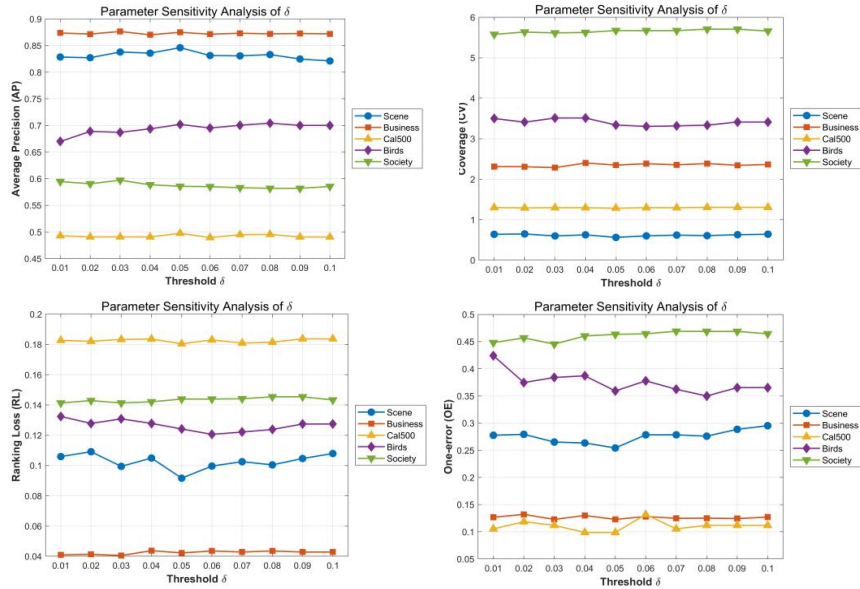 Parameter Sensitivity Analysis of δ
0.9
0.85
0.8
0.75
0.7
0.65
0.6
0.55
0.5
0.45
Average Precision (AP)
0.01 0.02 0.03 0.04 0.05 0.06 0.07 0.08 0.09 0.1
Threshold δ
Scene
Business
Cal500
Birds
Society
Parameter Sensitivity Analysis of δ
6
5
4
3
2
1
0
Coverage (CV)
0.01 0.02 0.03 0.04 0.05 0.06 0.07 0.08 0.09 0.1
Threshold δ
Scene
Business
Cal500
Birds
Society
Parameter Sensitivity Analysis of δ
0.2
0.18
0.16
0.14
0.12
0.1
0.08
0.06
0.04
Ranking Loss (RL)
0.01 0.02 0.03 0.04 0.05 0.06 0.07 0.08 0.09 0.1
Threshold δ
Scene
Business
Cal500
Birds
Society
Parameter Sensitivity Analysis of δ
0.5
0.45
0.4
0.35
0.3
0.25
0.2
0.15
0.1
0.05
One-error (OE)
0.01 0.02 0.03 0.04 0.05 0.06 0.07 0.08 0.09 0.1
Threshold δ
Scene
Business
Cal500
Birds
Society